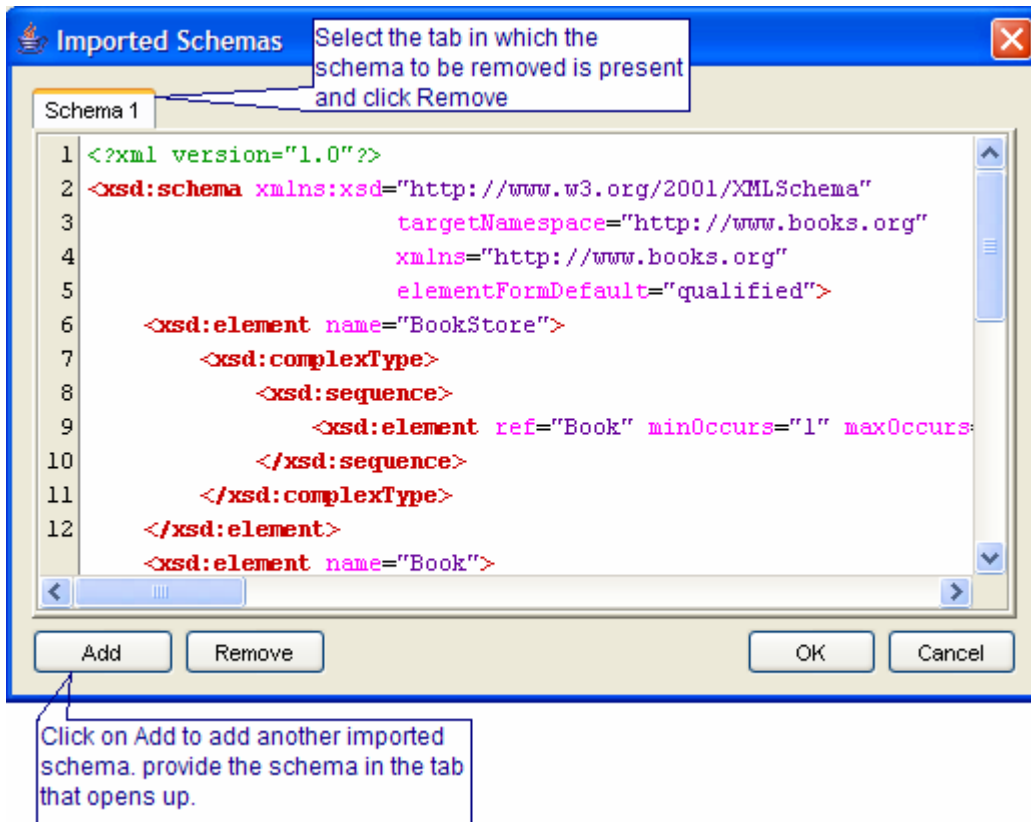 Imported Schemas
Select the tab in which the
schema to be removed is present
and click Remove
Schema 1
1 <?xml version="1.0"?>
2 <xsd:schema xmlns:xsd="http://www.w3.org/2001/XMLSchema"
3 targetNamespace="http://www.books.org"
4 xmlns="http://www.books.org"
5 elementFormDefault="qualified">
6 <xsd:element name="BookStore">
7 <xsd:complexType>
8 <xsd:sequence>
9 <xsd:element ref="Book" minOccurs="1" maxOccurs=
10 </xsd:sequence>
11 </xsd:complexType>
12 </xsd:element>
<xsd:element name="Book">
Add Remove OK Cancel
Click on Add to add another imported
schema. provide the schema in the tab
that opens up.